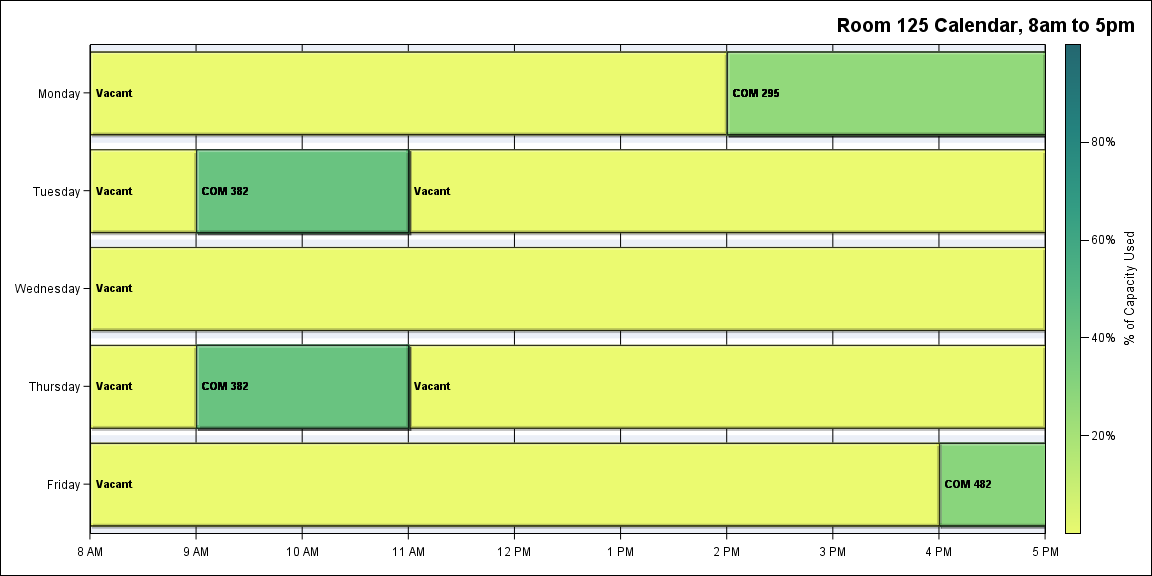 Room 125 Calendar, 8am to 5pm
Monday
Vacant
COM 295
Tuesday
Vacant
COM 382
Vacant
Wednesday
Vacant
Thursday
Vacant
COM 382
Vacant
Friday
Vacant
COM 482
8 AM
9 AM
10 AM
11 AM
12 PM
1 PM
2 PM
3 PM
4 PM
5 PM
80%
60%
40%
20%
% of Capacity Used